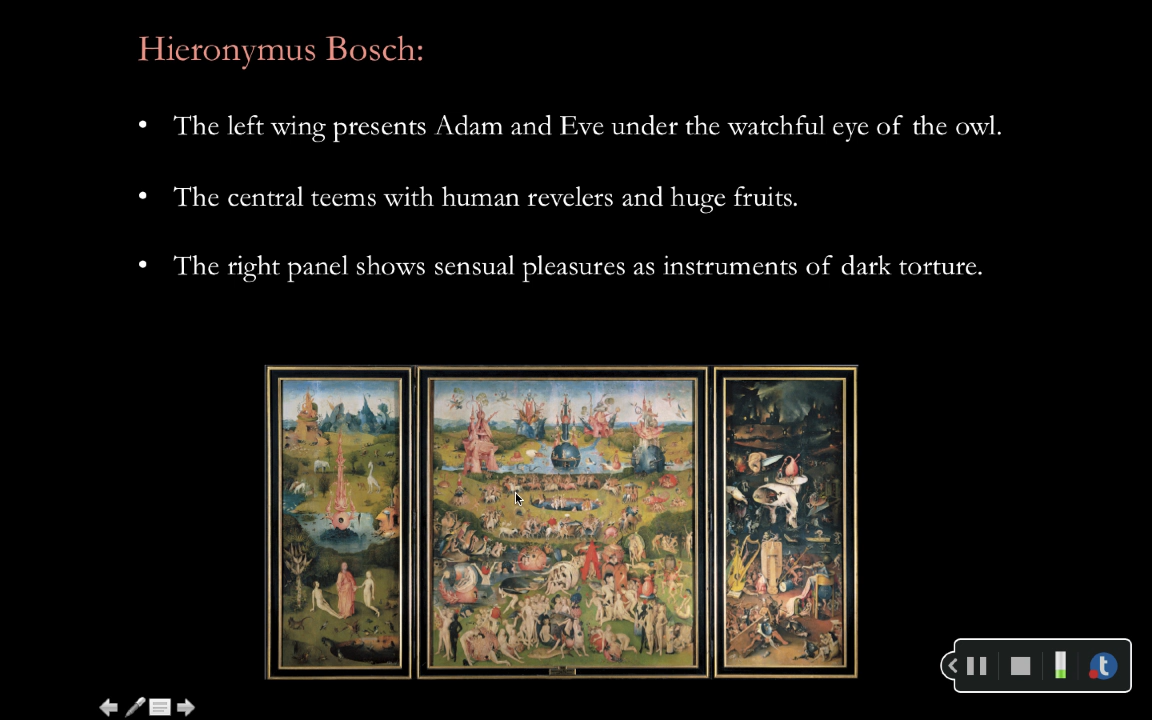 Hieronymus Bosch:
• The left wing presents Adam and Eve under the watchful eye of the owl.
• The central teems with human revelers and huge fruits.
• The right panel shows sensual pleasures as instruments of dark torture.
t